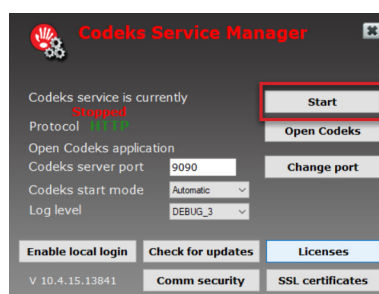 Codeks Service Manager
Codeks service is currently
Stopped
Start
Protocol HTTP
Open Codeks
Open Codeks application
Codeks server port 9090
Change port
Codeks start mode Automatic
Log level DEBUG_3
Enable local login Check for updates Licenses
V 10.4.15.13841 Comm security SSL certificates